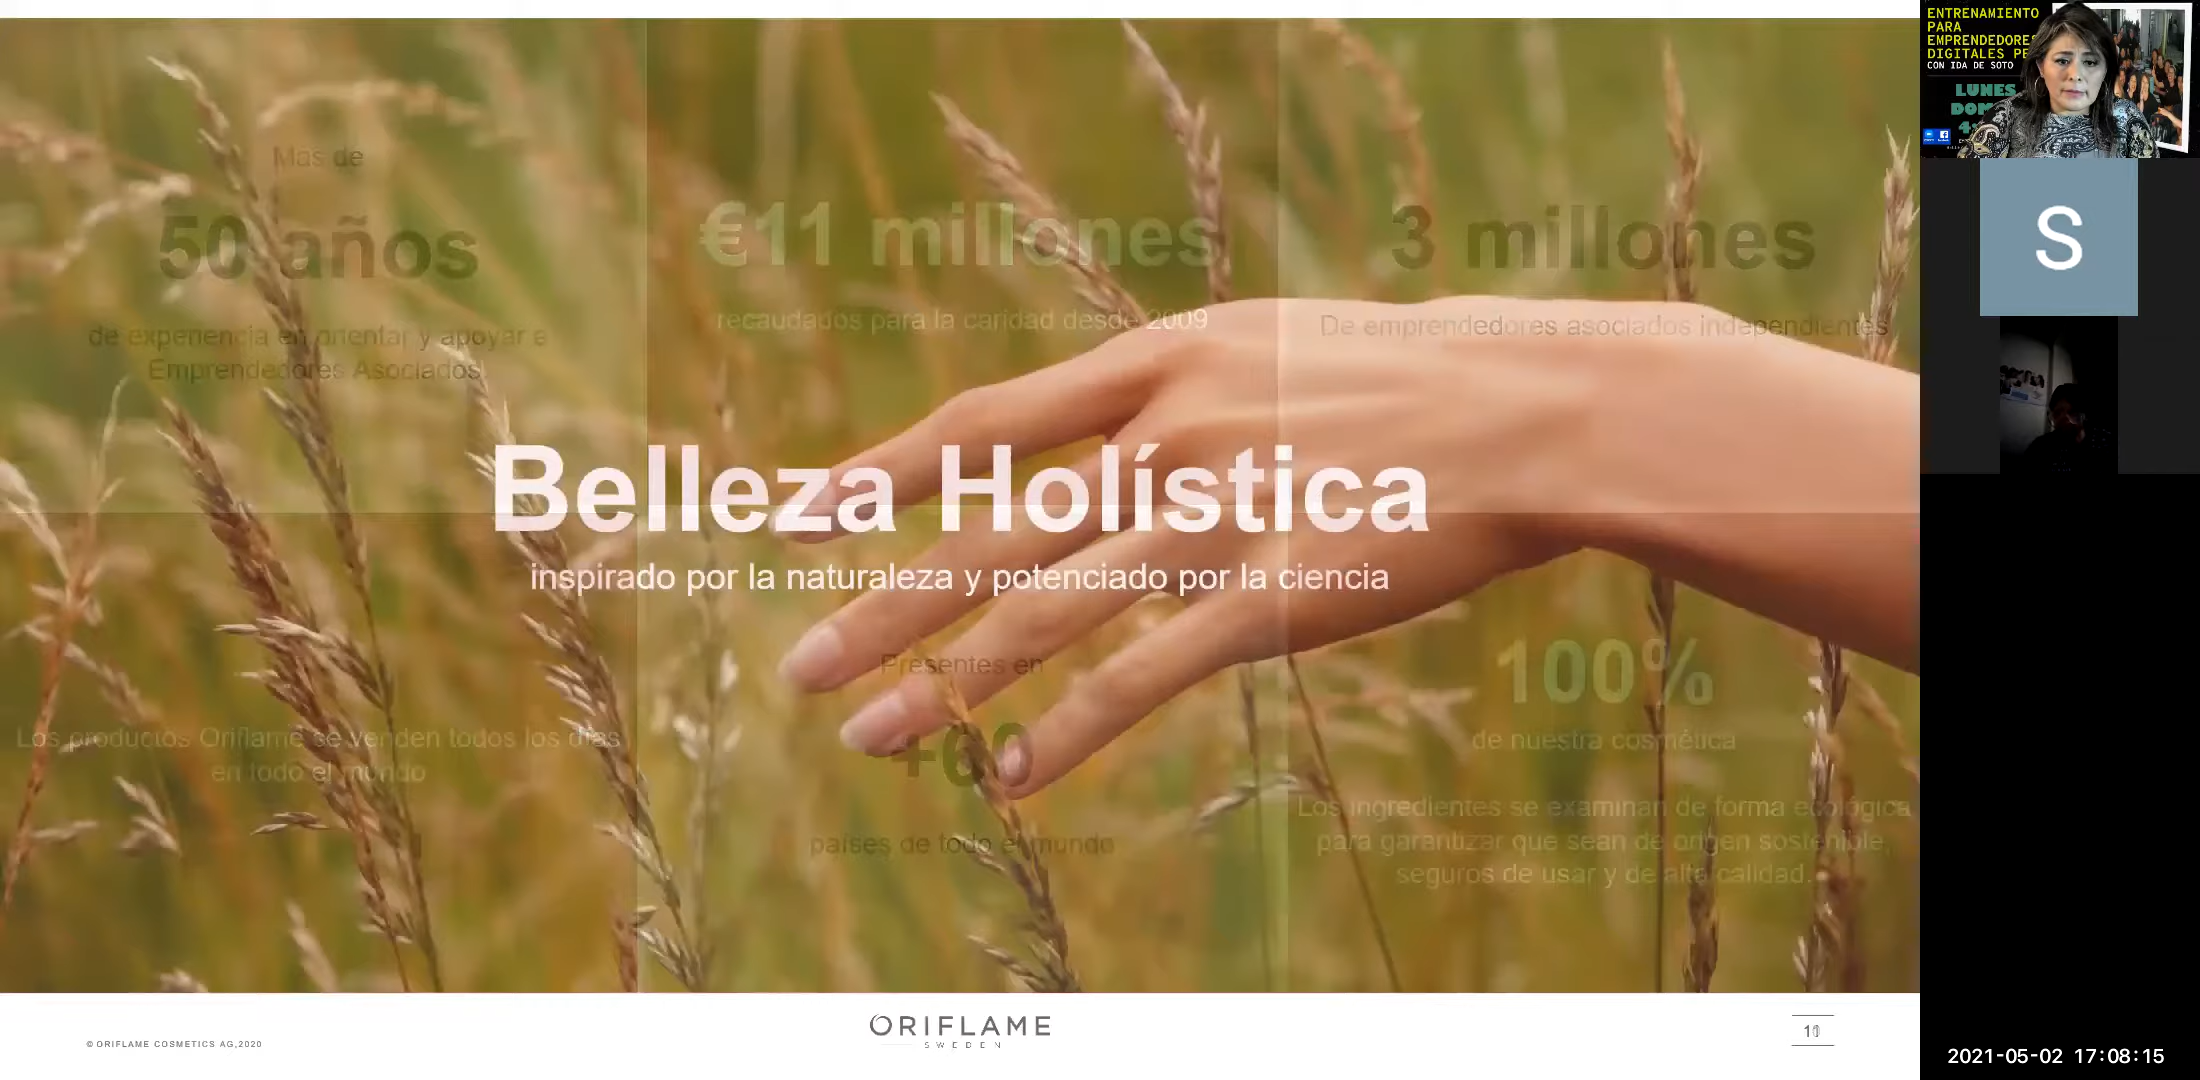 Más de
50 años
de experiencia en orientar y apoyar a
Emprendedores Asociados
€11 millones
recaudados para la caridad desde 2009
3 millones
De emprendedores asociados independientes
Belleza Holística
inspirado por la naturaleza y potenciado por la ciencia
Los productos Oriflame se venden todos los días
en todo el mundo
Presentes en
+60
países de todo el mundo
100%
de nuestra cosmética
Los ingredientes se examinan de forma ecológica
para garantizar que sean de origen sostenible,
seguros de usar y de alta calidad.
© ORIFLAME COSMETICS AG,2020
ORIFLAME
SWEDEN
ENTRENAMIENTO
PARA
EMPRENDEDORES
DIGITALES
CON IDA DE SOTO
LUNES
S
2021-05-02 17:08:15